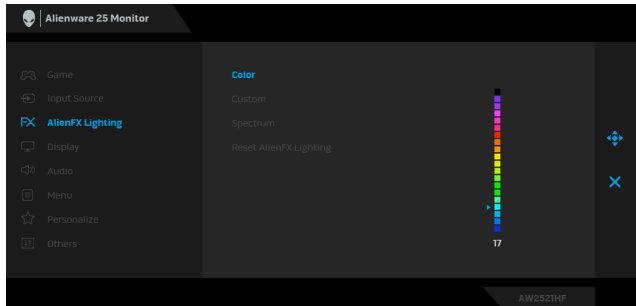 Alienware 25 Monitor
Game
Input Source
FX AlienFX Lighting
Display
Audio
Menu
Personalize
Others
Color
Custom
Spectrum
Reset AlienFX Lighting
17
AW2521HF